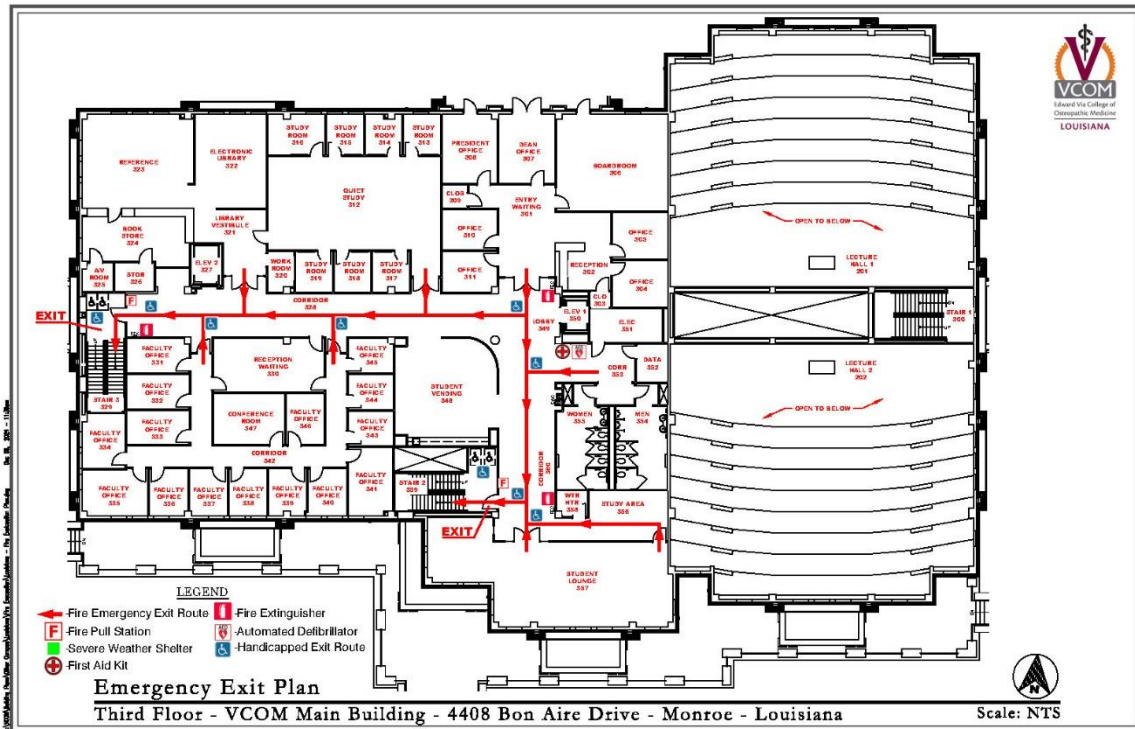 VCOM
Edward Via College of
Osteopathic Medicine
LOUISIANA
STUDY
ROOM
316
STUDY
ROOM
315
STUDY
ROOM
314
STUDY
ROOM
313
PRESIDENT
OFFICE
308
DEAN
OFFICE
307
BOARDROOM
306
REFERENCE
323
ELECTRONIC
LIBRARY
322
QUIET
STUDY
312
CLOS
309
ENTRY
WAITING
301
LIBRARY
VESTIBULE
321
BOOK
STORE
324
OFFICE
310
OFFICE
311
RECEPTION
302
OFFICE
OFFICE
304
CLO
303
AV
ROOM
325
STOR
326
ELEV 2
327
WORK
ROOM
320
STUDY
ROOM
319
STUDY
ROOM
318
STUDY
ROOM
317
OPEN TO BELOW
LECTURE
HALL 1
201
CORRIDOR
328
F
EXIT
LOBBY
349
ELEV 1
350
ELEC
351
STAIR 1
300
FACULTY
OFFICE
331
RECEPTION
WAITING
330
FACULTY
OFFICE
345
AED
CORR
353
DATA
352
LECTURE
HALL 2
202
OPEN TO BELOW
FACULTY
OFFICE
332
FACULTY
OFFICE
344
STUDENT
VENDING
348
STAIR 3
329
FACULTY
OFFICE
333
CONFERENCE
ROOM
347
FACULTY
OFFICE
346
FACULTY
OFFICE
343
WOMEN
MEN
354
FACULTY
OFFICE
334
CORRIDOR
342
CORRIDOR
360
FACULTY
OFFICE
335
FACULTY
OFFICE
336
FACULTY
OFFICE
337
FACULTY
OFFICE
338
FACULTY
OFFICE
339
FACULTY
OFFICE
340
FACULTY
OFFICE
341
STAIR 2
359
F
EXIT
WTR
HTR
358
STUDY AREA
356
STUDENT
LOUNGE
357
LEGEND
-Fire Emergency Exit Route
-Fire Extinguisher
F -Fire Pull Station
AED -Automated Defibrillator
-Severe Weather Shelter
-Handicapped Exit Route
-First Aid Kit
N
Emergency Exit Plan
Third Floor - VCOM Main Building - 4408 Bon Aire Drive - Monroe - Louisiana
Scale: NTS